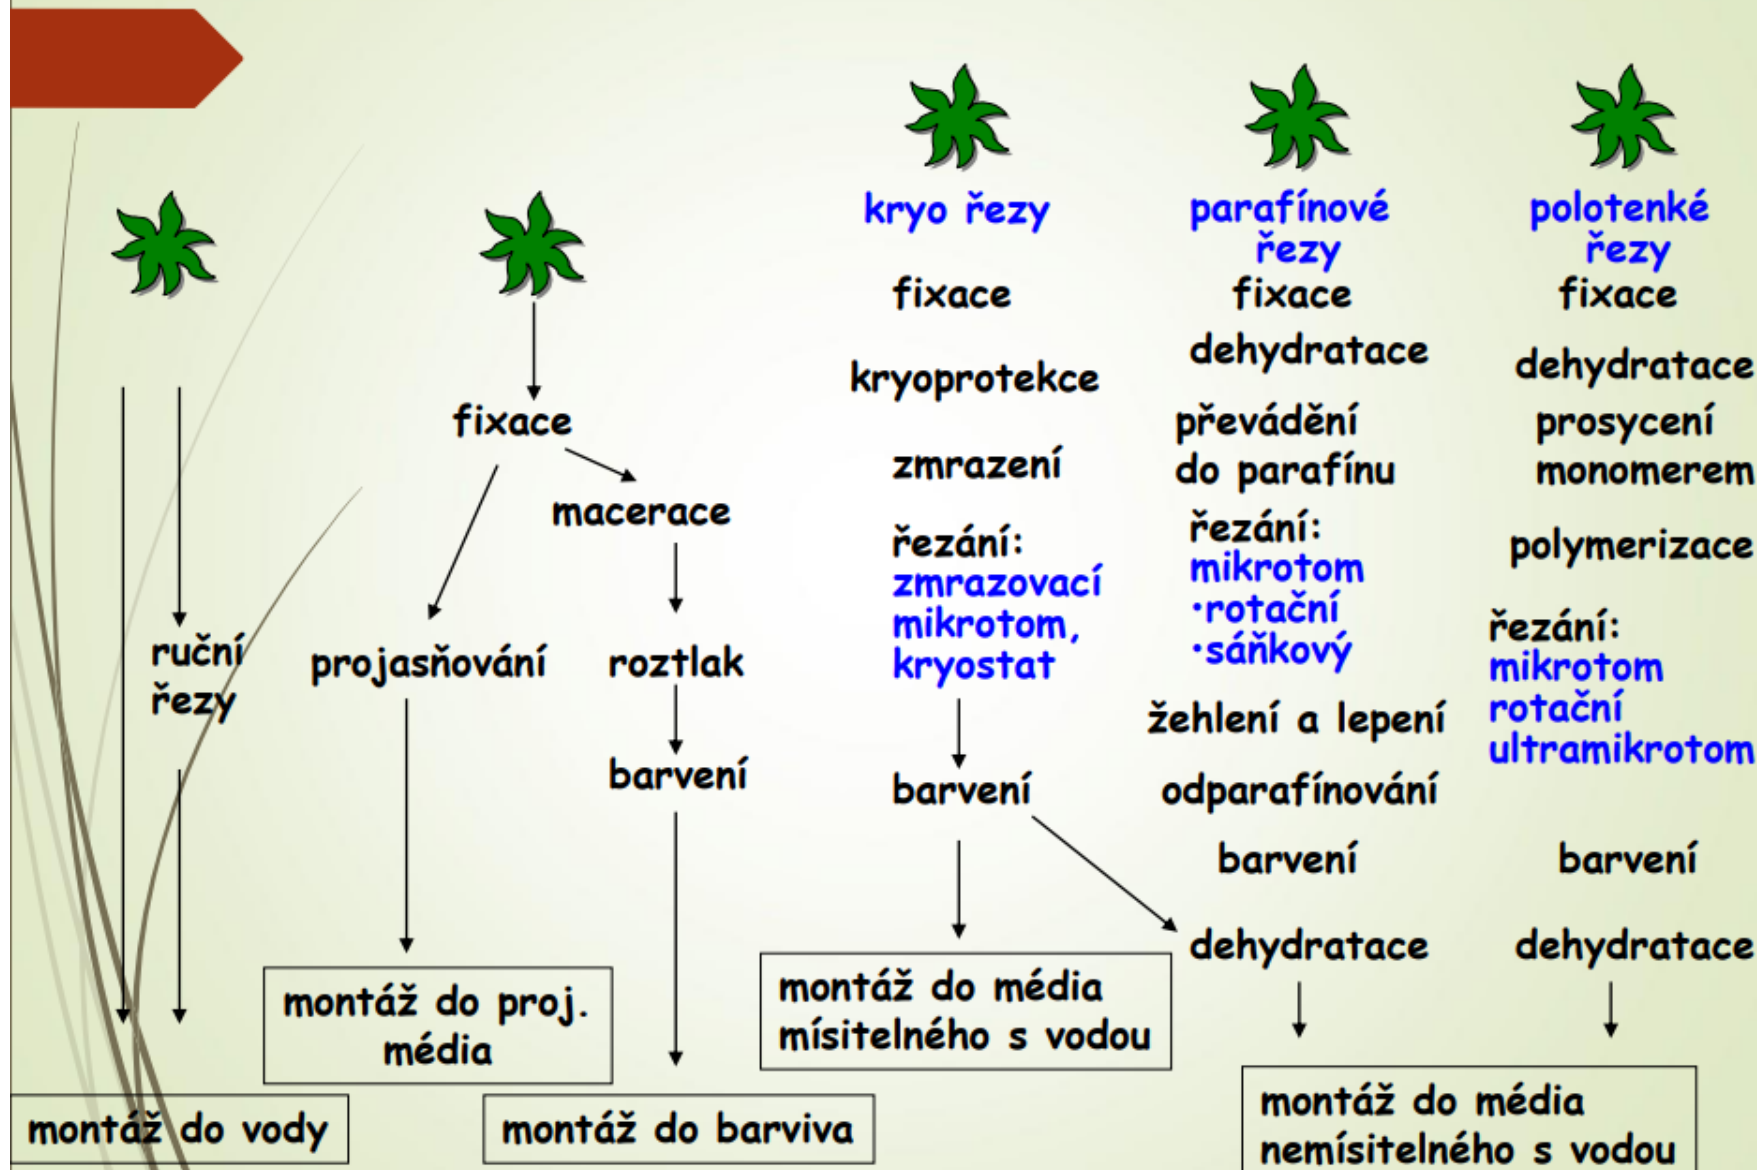 ruční
řezy
montáž do vody
fixace
macerace
projasňování
roztlak
barvení
montáž do proj.
média
montáž do barviva
kryo řezy
fixace
kryoprotekce
zmrazení
řezání:
zmrazovací
mikrotom,
kryostat
barvení
montáž do média
mísitelného s vodou
parafínové
řezy
fixace
dehydratace
převádění
do parafínu
řezání:
mikrotom
•rotační
•sáňkový
žehlení a lepení
odparafínování
barvení
dehydratace
polotenké
řezy
fixace
dehydratace
prosycení
monomerem
polymerizace
řezání:
mikrotom
rotační
ultramikrotom
barvení
dehydratace
montáž do média
nemísitelného s vodou